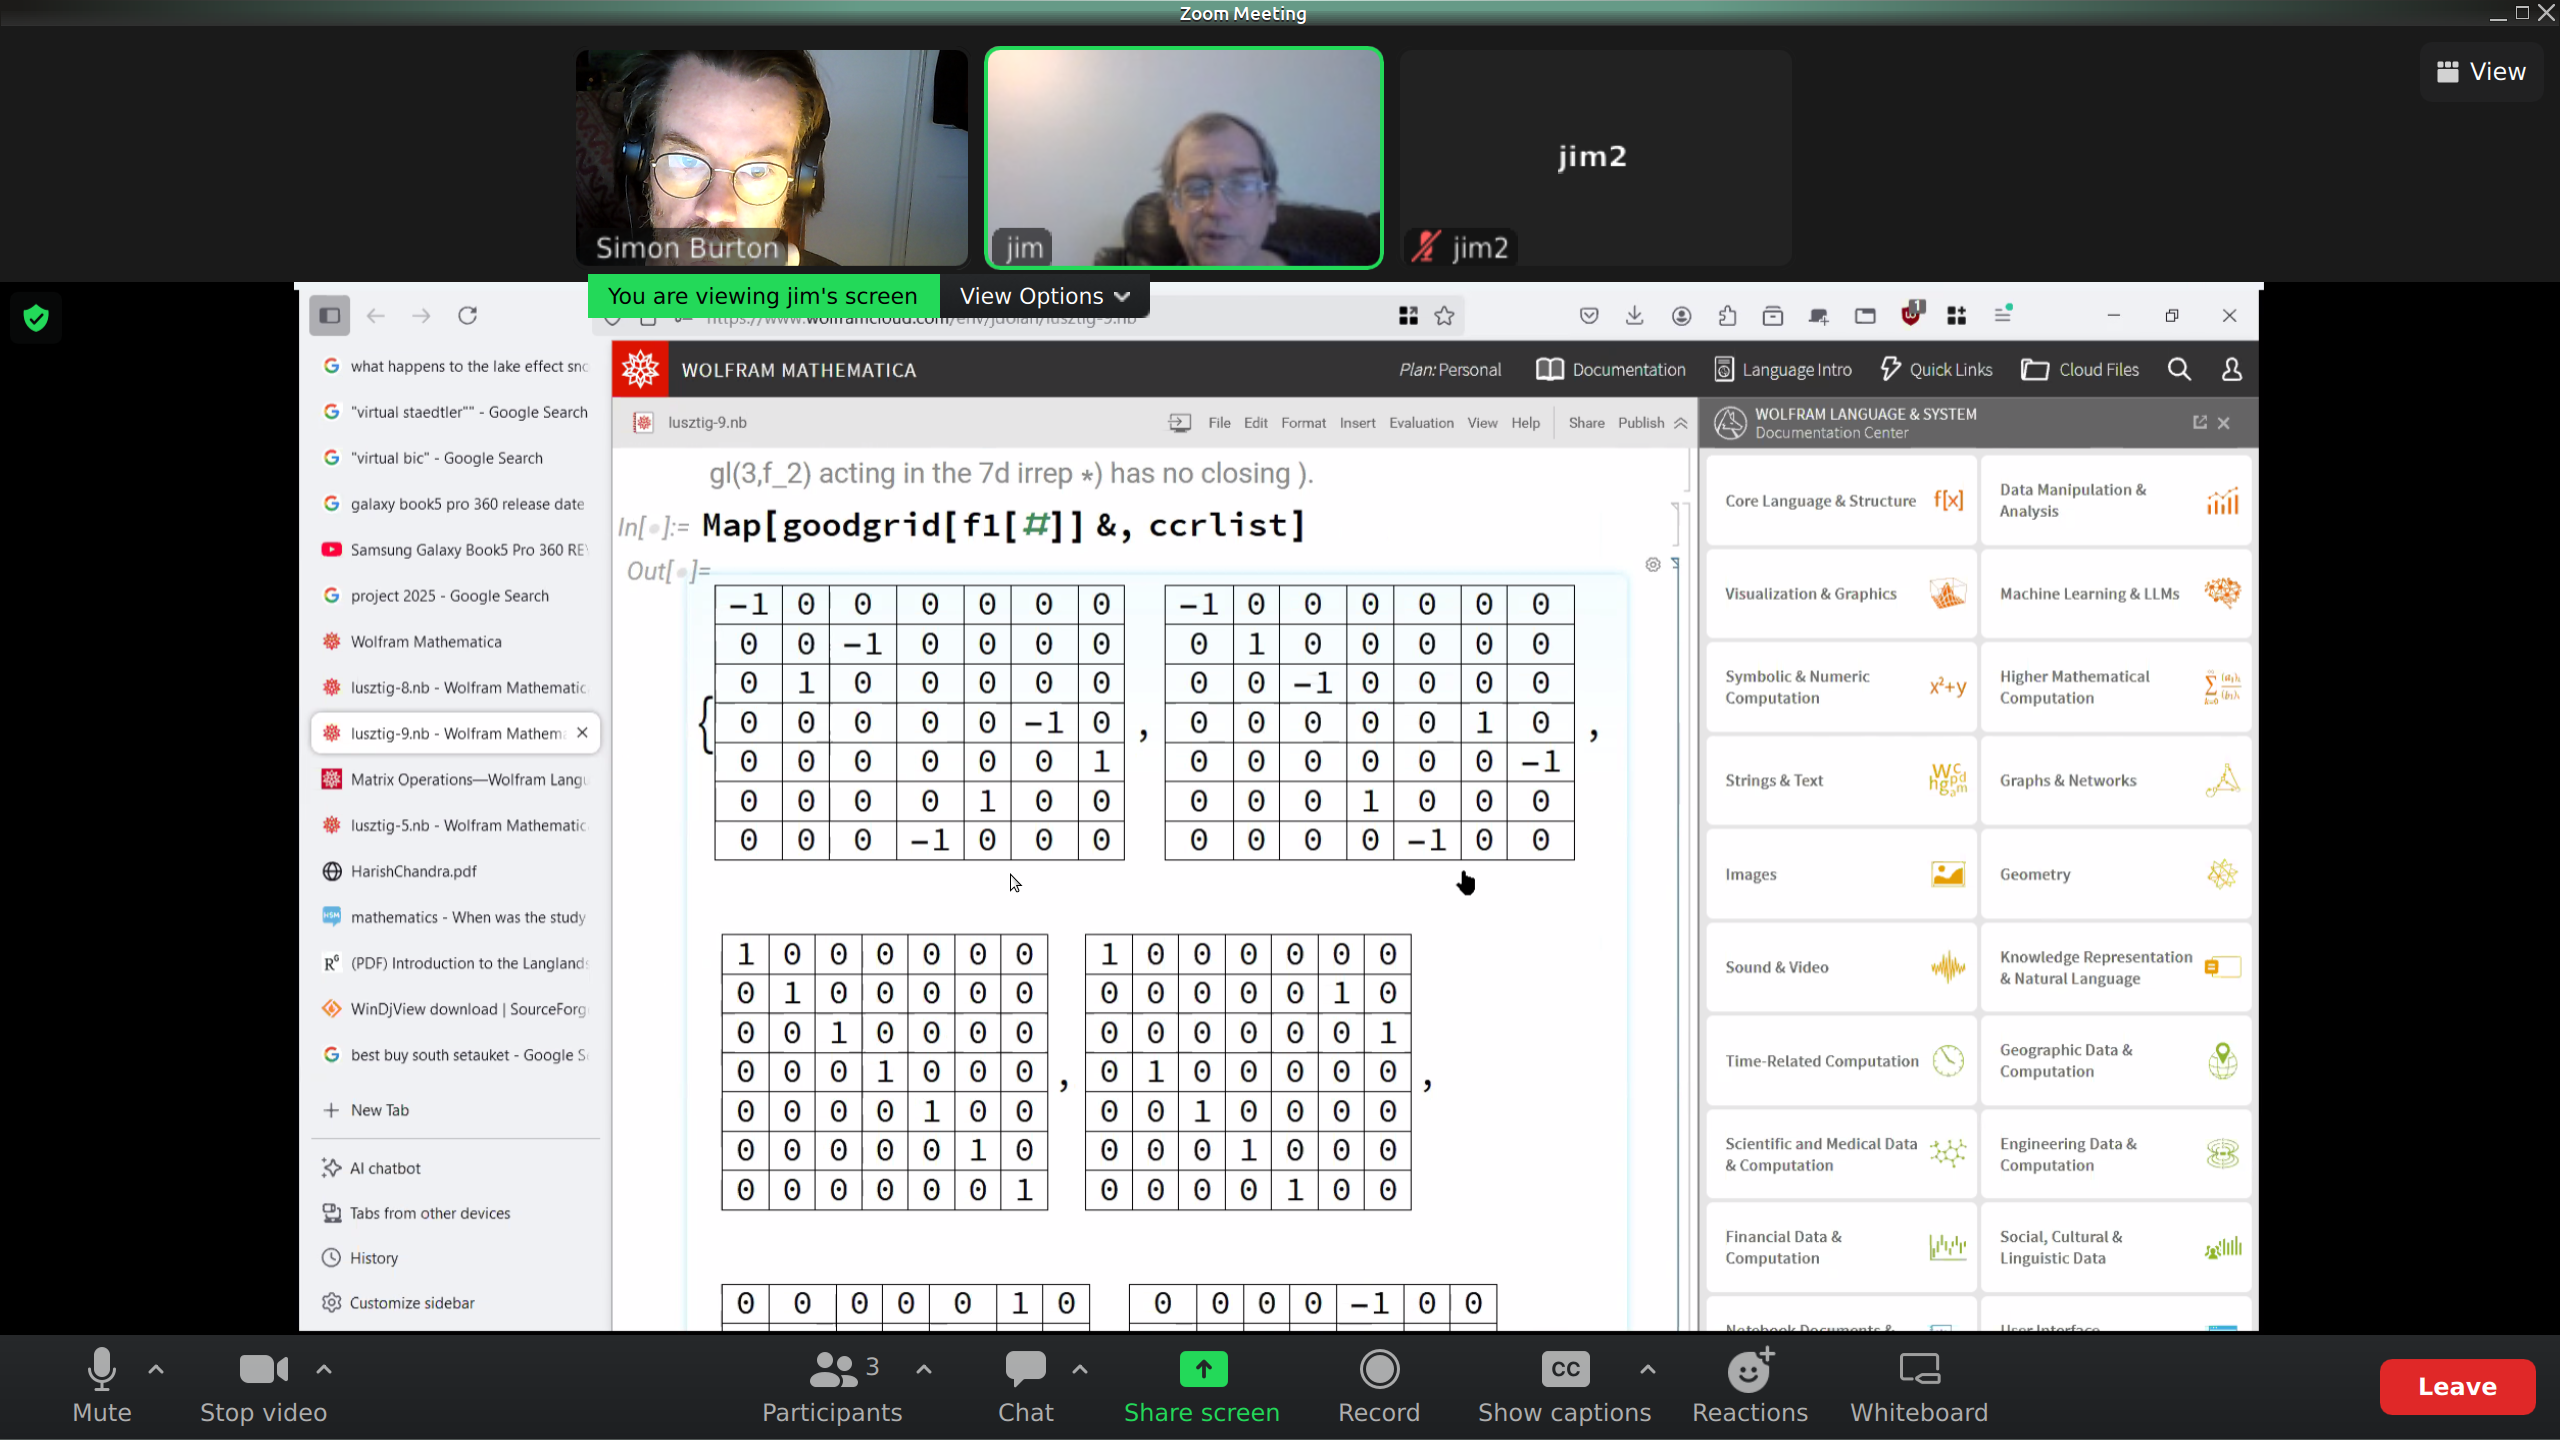 Zoom Meeting
View
jim2
Simon Burton
jim
jim2
You are viewing jim's screen
View Options
https://www.wolframcloud.com/env/jdolan/lusztig-9.nb
what happens to the lake effect sno
"virtual staedtler"" - Google Search
"virtual bic" - Google Search
galaxy book5 pro 360 release date
Samsung Galaxy Book5 Pro 360 RE
project 2025 - Google Search
Wolfram Mathematica
lusztig-8.nb - Wolfram Mathematic
lusztig-9.nb - Wolfram Mathem
Matrix Operations—Wolfram Langu
lusztig-5.nb - Wolfram Mathematic
HarishChandra.pdf
mathematics - When was the study
(PDF) Introduction to the Langlands
WinDjView download | SourceForg
best buy south setauket - Google S
New Tab
AI chatbot
Tabs from other devices
History
Customize sidebar
WOLFRAM MATHEMATICA
Plan: Personal
Documentation
Language Intro
Quick Links
Cloud Files
lusztig-9.nb
File Edit Format Insert Evaluation View Help Share Publish
gl(3,f_2) acting in the 7d irrep *) has no closing ).
In[•]:= Map[goodgrid[f1[#]] &, ccrlist]
Out[•]=
{
-1 0 0 0 0 0 0
0 0 -1 0 0 0 0
0 1 0 0 0 0 0
0 0 0 0 0 -1 0
0 0 0 0 0 0 1
0 0 0 0 1 0 0
0 0 0 -1 0 0 0
,
-1 0 0 0 0 0 0
0 1 0 0 0 0 0
0 0 -1 0 0 0 0
0 0 0 0 0 1 0
0 0 0 0 0 0 -1
0 0 0 1 0 0 0
0 0 0 0 -1 0 0
,
1 0 0 0 0 0 0
0 1 0 0 0 0 0
0 0 1 0 0 0 0
0 0 0 1 0 0 0
0 0 0 0 1 0 0
0 0 0 0 0 1 0
0 0 0 0 0 0 1
,
1 0 0 0 0 0 0
0 0 0 0 0 1 0
0 0 0 0 0 0 1
0 1 0 0 0 0 0
0 0 1 0 0 0 0
0 0 0 1 0 0 0
0 0 0 0 1 0 0
,
0 0 0 0 0 1 0
0 0 0 0 -1 0 0
WOLFRAM LANGUAGE & SYSTEM
Documentation Center
Core Language & Structure
f[x]
Data Manipulation &
Analysis
Visualization & Graphics
Machine Learning & LLMs
Symbolic & Numeric
Computation
x²+y
Higher Mathematical
Computation
Strings & Text
Graphs & Networks
Images
Geometry
Sound & Video
Knowledge Representation
& Natural Language
Time-Related Computation
Geographic Data &
Computation
Scientific and Medical Data
& Computation
Engineering Data &
Computation
Financial Data &
Computation
Social, Cultural &
Linguistic Data
Notebook Documents &
User Interface
Mute
Stop video
3
Participants
Chat
Share screen
Record
CC
Show captions
Reactions
Whiteboard
Leave